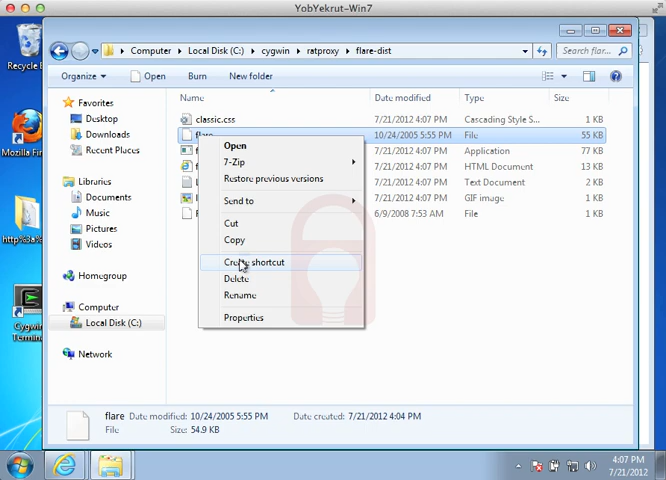 YobYekrut-Win7
Computer ▸ Local Disk (C:) ▸ cygwin ▸ ratproxy ▸ flare-dist
Search flar...
Organize
Open
Burn
New folder
Name
Date modified
Type
Size
Favorites
Desktop
Downloads
Recent Places
Libraries
Documents
Music
Pictures
Videos
Homegroup
Computer
Local Disk (C:)
Network
classic.css 7/21/2012 4:07 PM Cascading Style S... 1 KB
flare 10/24/2005 5:55 PM File 55 KB
7/21/2012 4:07 PM Application 77 KB
7/21/2012 4:07 PM HTML Document 1 KB
7/21/2012 4:07 PM Text Document 2 KB
7/21/2012 4:07 PM GIF image 1 KB
6/9/2008 7:53 AM File 1 KB
Open
7-Zip
Restore previous versions
Send to
Cut
Copy
Create shortcut
Delete
Rename
Properties
flare Date modified: 10/24/2005 5:55 PM Date created: 7/21/2012 4:04 PM
File Size: 54.9 KB
Recycle B
Mozilla Fir
http%3a%
Cygwin
Termin
4:07 PM
7/21/2012